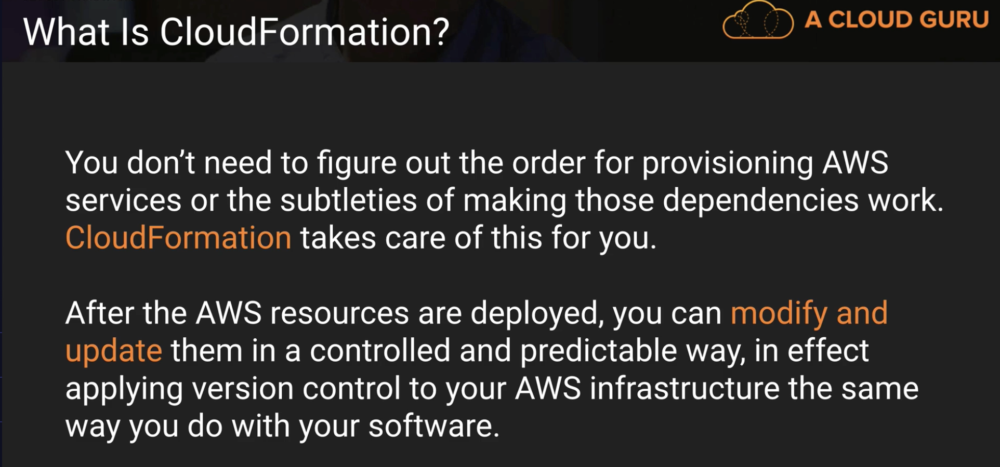 What Is CloudFormation?
A CLOUD GURU
You don’t need to figure out the order for provisioning AWS
services or the subtleties of making those dependencies work.
CloudFormation takes care of this for you.
After the AWS resources are deployed, you can modify and
update them in a controlled and predictable way, in effect
applying version control to your AWS infrastructure the same
way you do with your software.